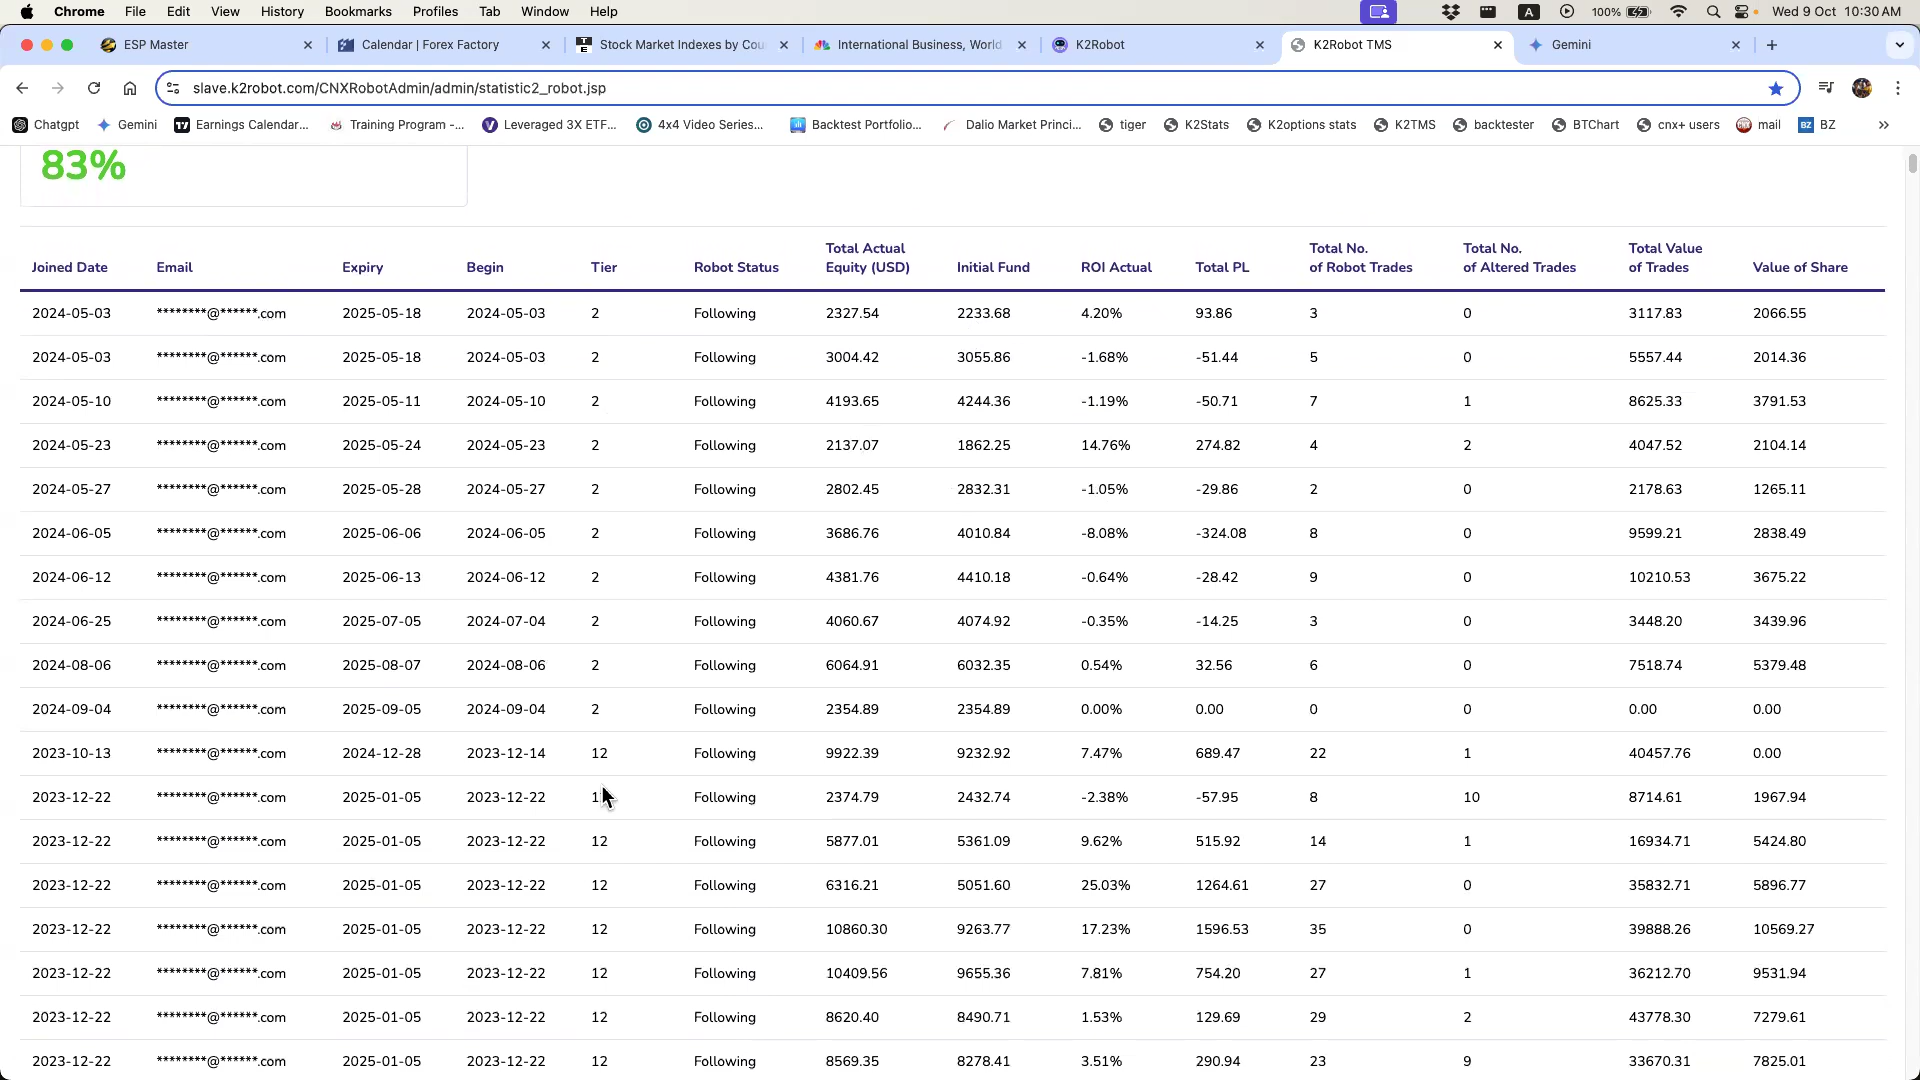 Chrome File Edit View History Bookmarks Profiles Tab Window Help A 100% Wed 9 Oct 10:30 AM
ESP Master Calendar | Forex Factory Stock Market Indexes by Cou International Business, World K2Robot K2Robot TMS Gemini
slave.k2robot.com/CNXRobotAdmin/admin/statistic2_robot.jsp
Chatgpt Gemini Earnings Calendar... Training Program -... Leveraged 3X ETF... 4x4 Video Series... Backtest Portfolio... Dalio Market Princi... tiger K2Stats K2options stats K2TMS backtester BTChart cnx+ users mail BZ BZ
83%
Joined Date Email Expiry Begin Tier Robot Status Total Actual Equity (USD) Initial Fund ROI Actual Total PL Total No. of Robot Trades Total No. of Altered Trades Total Value of Trades Value of Share
2024-05-03 ********@******.com 2025-05-18 2024-05-03 2 Following 2327.54 2233.68 4.20% 93.86 3 0 3117.83 2066.55
2024-05-03 ********@******.com 2025-05-18 2024-05-03 2 Following 3004.42 3055.86 -1.68% -51.44 5 0 5557.44 2014.36
2024-05-10 ********@******.com 2025-05-11 2024-05-10 2 Following 4193.65 4244.36 -1.19% -50.71 7 1 8625.33 3791.53
2024-05-23 ********@******.com 2025-05-24 2024-05-23 2 Following 2137.07 1862.25 14.76% 274.82 4 2 4047.52 2104.14
2024-05-27 ********@******.com 2025-05-28 2024-05-27 2 Following 2802.45 2832.31 -1.05% -29.86 2 0 2178.63 1265.11
2024-06-05 ********@******.com 2025-06-06 2024-06-05 2 Following 3686.76 4010.84 -8.08% -324.08 8 0 9599.21 2838.49
2024-06-12 ********@******.com 2025-06-13 2024-06-12 2 Following 4381.76 4410.18 -0.64% -28.42 9 0 10210.53 3675.22
2024-06-25 ********@******.com 2025-07-05 2024-07-04 2 Following 4060.67 4074.92 -0.35% -14.25 3 0 3448.20 3439.96
2024-08-06 ********@******.com 2025-08-07 2024-08-06 2 Following 6064.91 6032.35 0.54% 32.56 6 0 7518.74 5379.48
2024-09-04 ********@******.com 2025-09-05 2024-09-04 2 Following 2354.89 2354.89 0.00% 0.00 0 0 0.00 0.00
2023-10-13 ********@******.com 2024-12-28 2023-12-14 12 Following 9922.39 9232.92 7.47% 689.47 22 1 40457.76 0.00
2023-12-22 ********@******.com 2025-01-05 2023-12-22 Following 2374.79 2432.74 -2.38% -57.95 8 10 8714.61 1967.94
2023-12-22 ********@******.com 2025-01-05 2023-12-22 12 Following 5877.01 5361.09 9.62% 515.92 14 1 16934.71 5424.80
2023-12-22 ********@******.com 2025-01-05 2023-12-22 12 Following 6316.21 5051.60 25.03% 1264.61 27 0 35832.71 5896.77
2023-12-22 ********@******.com 2025-01-05 2023-12-22 12 Following 10860.30 9263.77 17.23% 1596.53 35 0 39888.26 10569.27
2023-12-22 ********@******.com 2025-01-05 2023-12-22 12 Following 10409.56 9655.36 7.81% 754.20 27 1 36212.70 9531.94
2023-12-22 ********@******.com 2025-01-05 2023-12-22 12 Following 8620.40 8490.71 1.53% 129.69 29 2 43778.30 7279.61
2023-12-22 ********@******.com 2025-01-05 2023-12-22 12 Following 8569.35 8278.41 3.51% 290.94 23 9 33670.31 7825.01